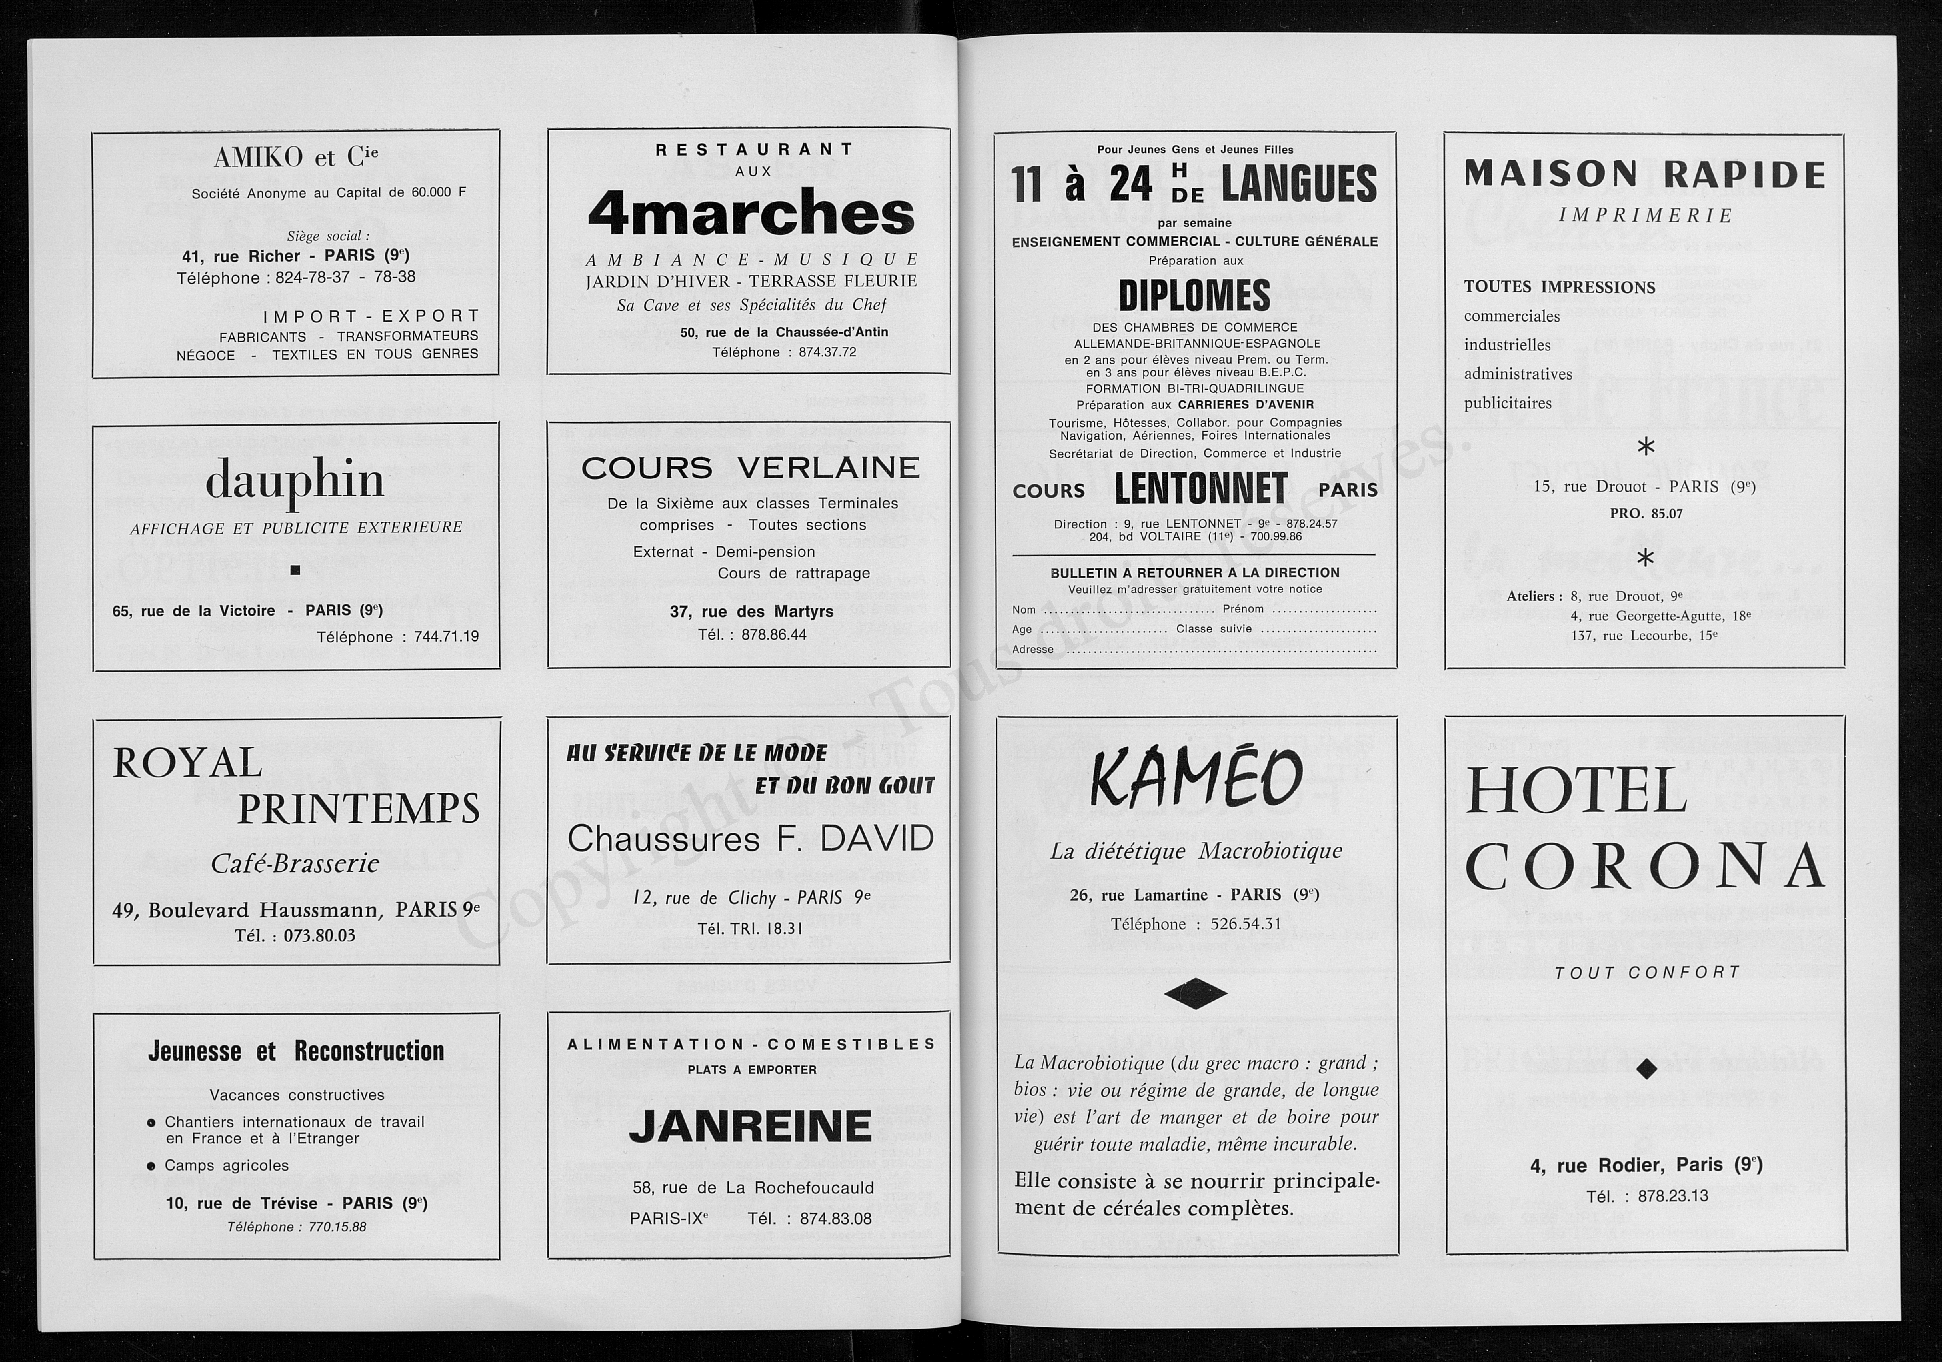 AMIKO et Cie
Société Anonyme au Capital de 60.000 F
Siège social :
41, rue Richer - PARIS (9e)
Téléphone : 824-78-37 - 78-38
IMPORT - EXPORT
FABRICANTS - TRANSFORMATEURS
NÉGOCE - TEXTILES EN TOUS GENRES
RESTAURANT
AUX
4marches
AMBIANCE - MUSIQUE
JARDIN D'HIVER - TERRASSE FLEURIE
Sa Cave et ses Spécialités du Chef
50, rue de la Chaussée-d'Antin
Téléphone : 874.37.72
dauphin
AFFICHAGE ET PUBLICITE EXTERIEURE
65, rue de la Victoire - PARIS (9e)
Téléphone : 744.71.19
COURS VERLAINE
De la Sixième aux classes Terminales
comprises - Toutes sections
Externat - Demi-pension
Cours de rattrapage
37, rue des Martyrs
Tél. : 878.86.44
ROYAL
PRINTEMPS
Café-Brasserie
49, Boulevard Haussmann, PARIS 9e
Tél. : 073.80.03
AU SERVICE DE LE MODE
ET DU BON GOUT
Chaussures F. DAVID
12, rue de Clichy - PARIS 9e
Tél. TRI. 18.31
Jeunesse et Reconstruction
Vacances constructives
• Chantiers internationaux de travail
en France et à l'Etranger
• Camps agricoles
10, rue de Trévise - PARIS (9e)
Téléphone : 770.15.88
ALIMENTATION - COMESTIBLES
PLATS A EMPORTER
JANREINE
58, rue de La Rochefoucauld
PARIS-IXe Tél. : 874.83.08
Pour Jeunes Gens et Jeunes Filles
11 à 24 H DE LANGUES
par semaine
ENSEIGNEMENT COMMERCIAL - CULTURE GÉNÉRALE
Préparation aux
DIPLOMES
DES CHAMBRES DE COMMERCE
ALLEMANDE-BRITANNIQUE-ESPAGNOLE
en 2 ans pour élèves niveau Prem. ou Term.
en 3 ans pour élèves niveau B.E.P.C.
FORMATION BI-TRI-QUADRILINGUE
Préparation aux CARRIERES D'AVENIR
Tourisme, Hôtesses, Collabor. pour Compagnies
Navigation, Aériennes, Foires Internationales
Secrétariat de Direction, Commerce et Industrie
COURS LENTONNET PARIS
Direction : 9, rue LENTONNET - 9e - 878.24.57
204, bd VOLTAIRE (11e) - 700.99.86
BULLETIN A RETOURNER A LA DIRECTION
Veuillez m'adresser gratuitement votre notice
Nom ................................ Prénom ...................
Age ........................ Classe suivie ......................
Adresse ............................................................
MAISON RAPIDE
IMPRIMERIE
TOUTES IMPRESSIONS
commerciales
industrielles
administratives
publicitaires
*
15, rue Drouot - PARIS (9e)
PRO. 85.07
*
Ateliers : 8, rue Drouot, 9e
4, rue Georgette-Agutte, 18e
137, rue Lecourbe, 15e
KAMÉO
La diététique Macrobiotique
26, rue Lamartine - PARIS (9e)
Téléphone : 526.54.31
La Macrobiotique (du grec macro : grand ;
bios : vie ou régime de grande, de longue
vie) est l'art de manger et de boire pour
guérir toute maladie, même incurable.
Elle consiste à se nourrir principale-
ment de céréales complètes.
HOTEL
CORONA
TOUT CONFORT
4, rue Rodier, Paris (9e)
Tél. : 878.23.13
Copyright © - Tous droits réservés.